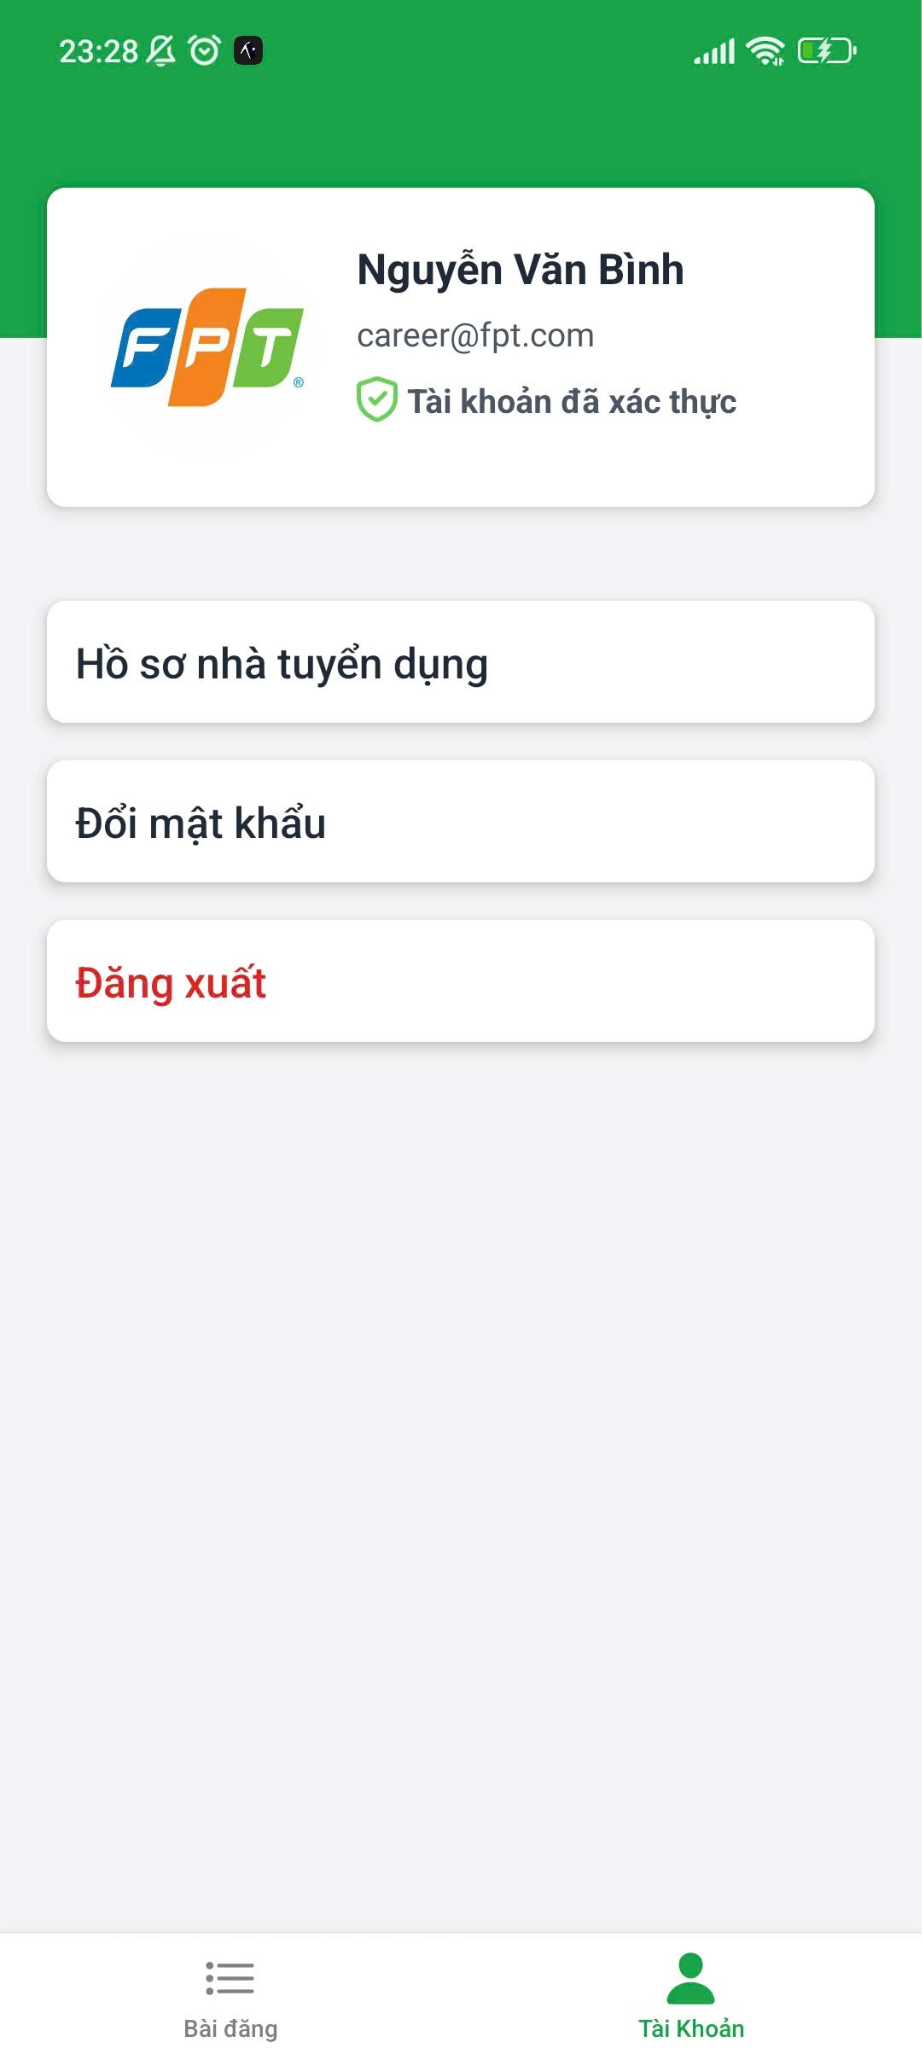 23:28
Nguyễn Văn Bình
FPT®
career@fpt.com
Tài khoản đã xác thực
Hồ sơ nhà tuyển dụng
Đổi mật khẩu
Đăng xuất
Bài đăng
Tài Khoản